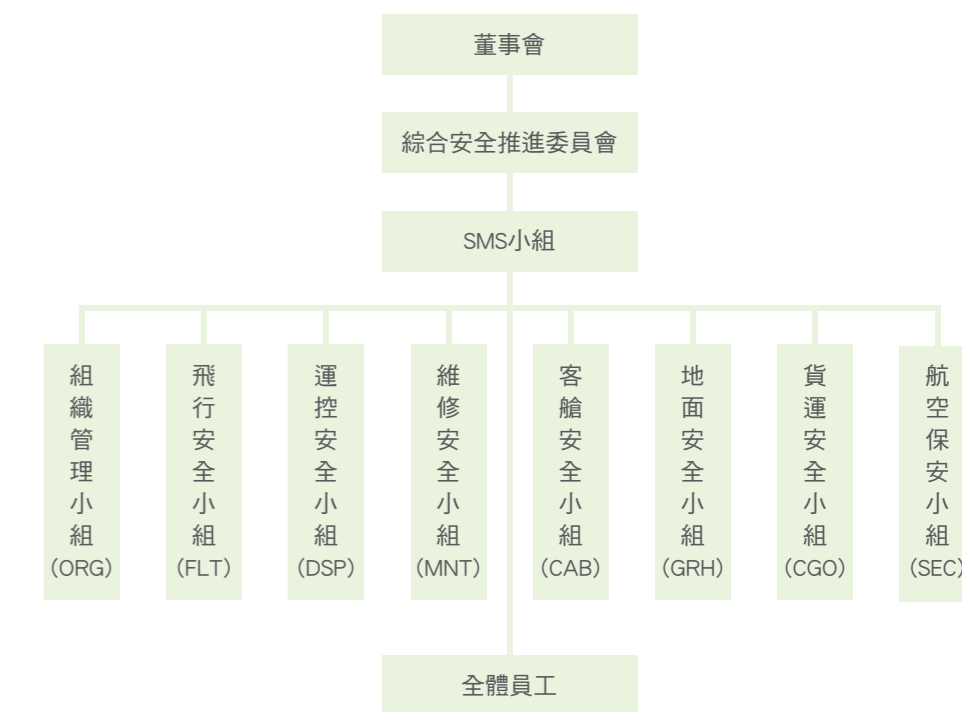 董事會
綜合安全推進委員會
SMS小組
組織管理小組
(ORG)
飛行安全小組
(FLT)
運控安全小組
(DSP)
維修安全小組
(MNT)
客艙安全小組
(CAB)
地面安全小組
(GRH)
貨運安全小組
(CGO)
航空保安小組
(SEC)
全體員工